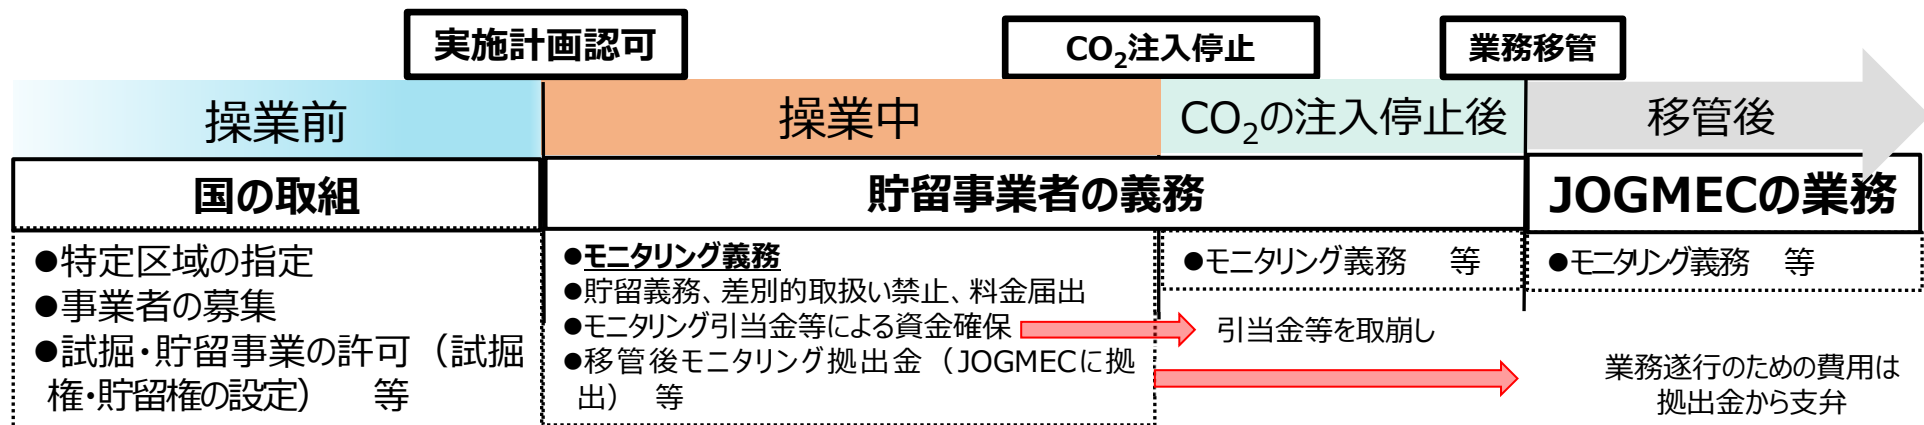 実施計画認可
CO₂注入停止
業務移管
操業前
操業中
CO₂の注入停止後
移管後
国の取組
貯留事業者の義務
JOGMECの業務
●特定区域の指定
●事業者の募集
●試掘・貯留事業の許可（試掘
権・貯留権の設定）　等
●モニタリング義務
●貯留義務、差別的取扱い禁止、料金届出
●モニタリング引当金等による資金確保
●移管後モニタリング拠出金（JOGMECに拠
出）　等
●モニタリング義務　等
引当金等を取崩し
●モニタリング義務　等
業務遂行のための費用は
拠出金から支弁